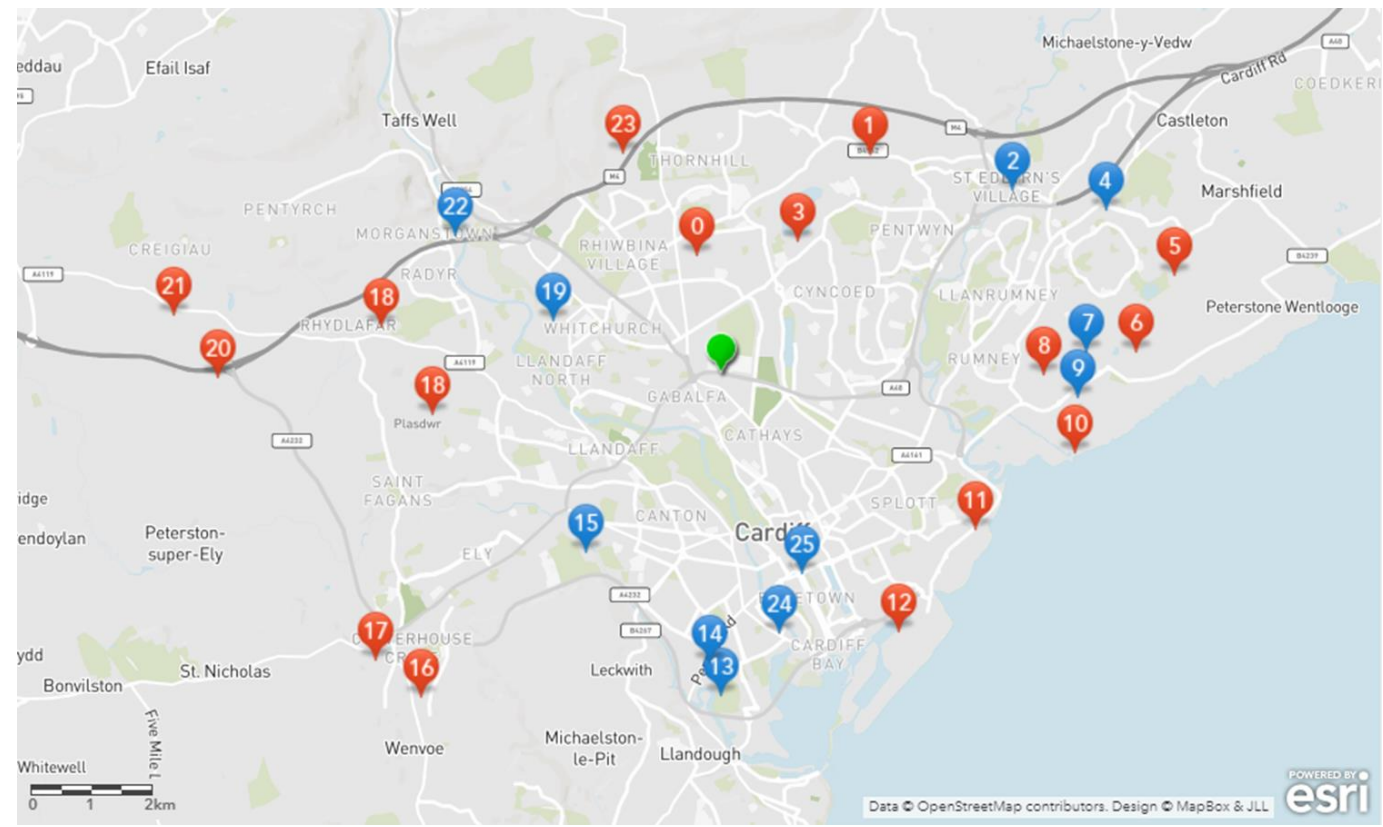 Michaelstone-y-Vedw
A48
eddau
Efail Isaf
Cardiff Rd
COEDKER
Taffs Well
23
1
M4
Castleton
THORNHILL
2
M4
ST EDERN'S
VILLAGE
4
Marshfield
22
PENTYRCH
MORGANSTOWN
0
3
PENTWYN
CREIGIAU
RHIWBINA
VILLAGE
5
B4239
A4119
RADYR
21
18
19
CYNCOED
LLANRUMNEY
Peterstone Wentlooge
RHYDLAFAR
WHITCHURCH
7
6
20
A4119
LLANDAFF
NORTH
RUMNEY
8
9
18
GABALFA
A48
Plasdwr
10
A4232
CATHAYS
LLANDAFF
A4161
SAINT
FAGANS
idge
11
SPLOTT
endoylan
Peterston-
super-Ely
15
CANTON
Cardiff
25
ELY
A4232
24
12
17
B4267
14
CARDIFF
BAY
ydd
St. Nicholas
16
Leckwith
13
Bonvilston
Five Mile L
Wenvoe
Michaelston-
le-Pit
Llandough
Whitewell
0 1 2km
POWERED BY
esri
Data © OpenStreetMap contributors. Design © MapBox & JLL